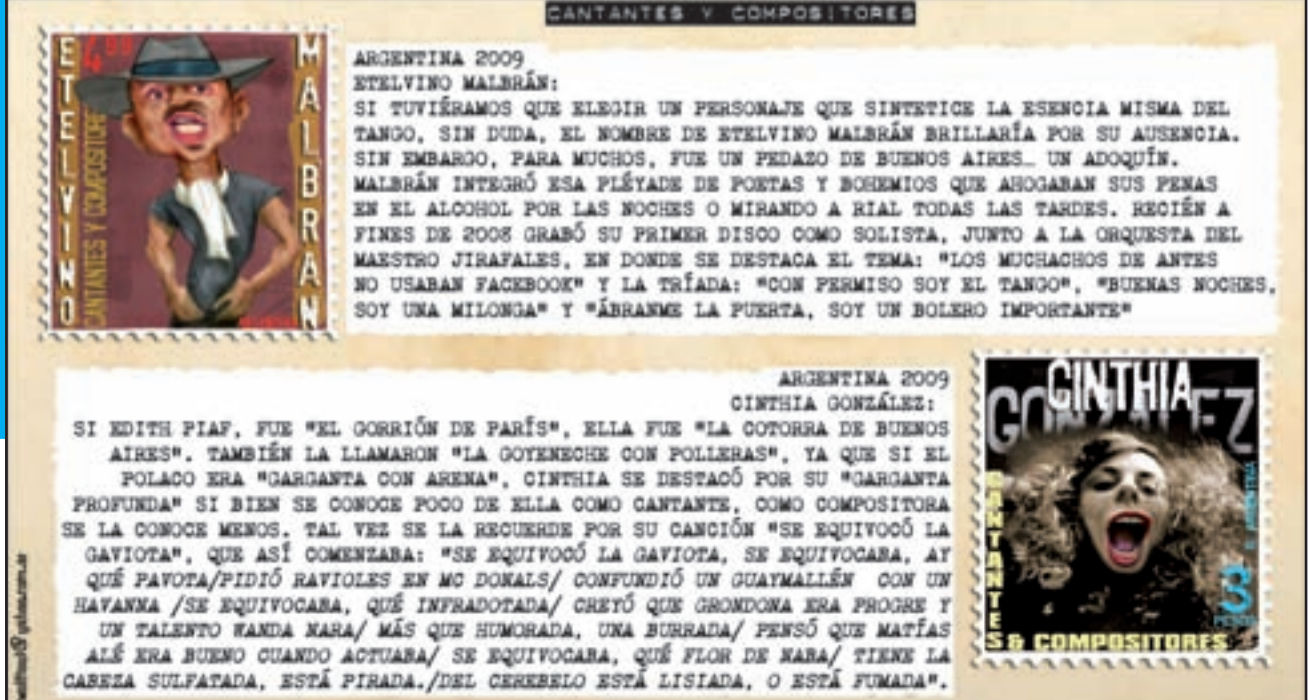 CANTANTES Y COMPOSITORES
ETELVINO
CANTANTES Y COMPOSITORES
MALBRAN
ARGENTINA 2009
ETELVINO MALBRÁN:
SI TUVIÉRAMOS QUE ELEGIR UN PERSONAJE QUE SINTETICE LA ESENCIA MISMA DEL
TANGO, SIN DUDA, EL NOMBRE DE ETELVINO MALBRÁN BRILLARÍA POR SU AUSENCIA.
SIN EMBARGO, PARA MUCHOS, FUE UN PEDAZO DE BUENOS AIRES… UN ADOQUÍN.
MALBRÁN INTEGRÓ ESA PLÉYADE DE POETAS Y BOHEMIOS QUE AHOGABAN SUS PENAS
EN EL ALCOHOL POR LAS NOCHES O MIRANDO A RIAL TODAS LAS TARDES. RECIÉN A
FINES DE 2008 GRABÓ SU PRIMER DISCO COMO SOLISTA, JUNTO A LA ORQUESTA DEL
MAESTRO JIRAFALES, EN DONDE SE DESTACA EL TEMA: "LOS MUCHACHOS DE ANTES
NO USABAN FACEBOOK" Y LA TRÍADA: "CON PERMISO SOY EL TANGO", "BUENAS NOCHES,
SOY UNA MILONGA" Y "ÁBRANME LA PUERTA, SOY UN BOLERO IMPORTANTE"
ARGENTINA 2009
CINTHIA GONZÁLEZ:
SI EDITH PIAF, FUE "EL GORRIÓN DE PARÍS", ELLA FUE "LA COTORRA DE BUENOS
AIRES". TAMBIÉN LA LLAMARON "LA GOYENECHE CON POLLERAS", YA QUE SI EL
POLACO ERA "GARGANTA CON ARENA", CINTHIA SE DESTACÓ POR SU "GARGANTA
PROFUNDA" SI BIEN SE CONOCE POCO DE ELLA COMO CANTANTE, COMO COMPOSITORA
SE LA CONOCE MENOS. TAL VEZ SE LA RECUERDE POR SU CANCIÓN "SE EQUIVOCÓ LA
GAVIOTA", QUE ASÍ COMENZABA: "SE EQUIVOCÓ LA GAVIOTA, SE EQUIVOCABA, AY
QUÉ PAVOTA/PIDIÓ RAVIOLES EN MC DONALS/ CONFUNDIÓ UN GUAYMALLÉN CON UN
HAVANNA /SE EQUIVOCABA, QUÉ INFRADOTADA/ CREYÓ QUE GRONDONA ERA PROGRE Y
UN TALENTO WANDA NARA/ MÁS QUE HUMORADA, UNA BURRADA/ PENSÓ QUE MATÍAS
ALÉ ERA BUENO CUANDO ACTUABA/ SE EQUIVOCABA, QUÉ FLOR DE NABA/ TIENE LA
CABEZA SULFATADA, ESTÁ PIRADA./DEL CEREBELO ESTÁ LISIADA, O ESTÁ FUMADA".
CINTHIA
GONZALEZ
CANTANTES
& COMPOSITORES
ARGENTINA
3
PESOS